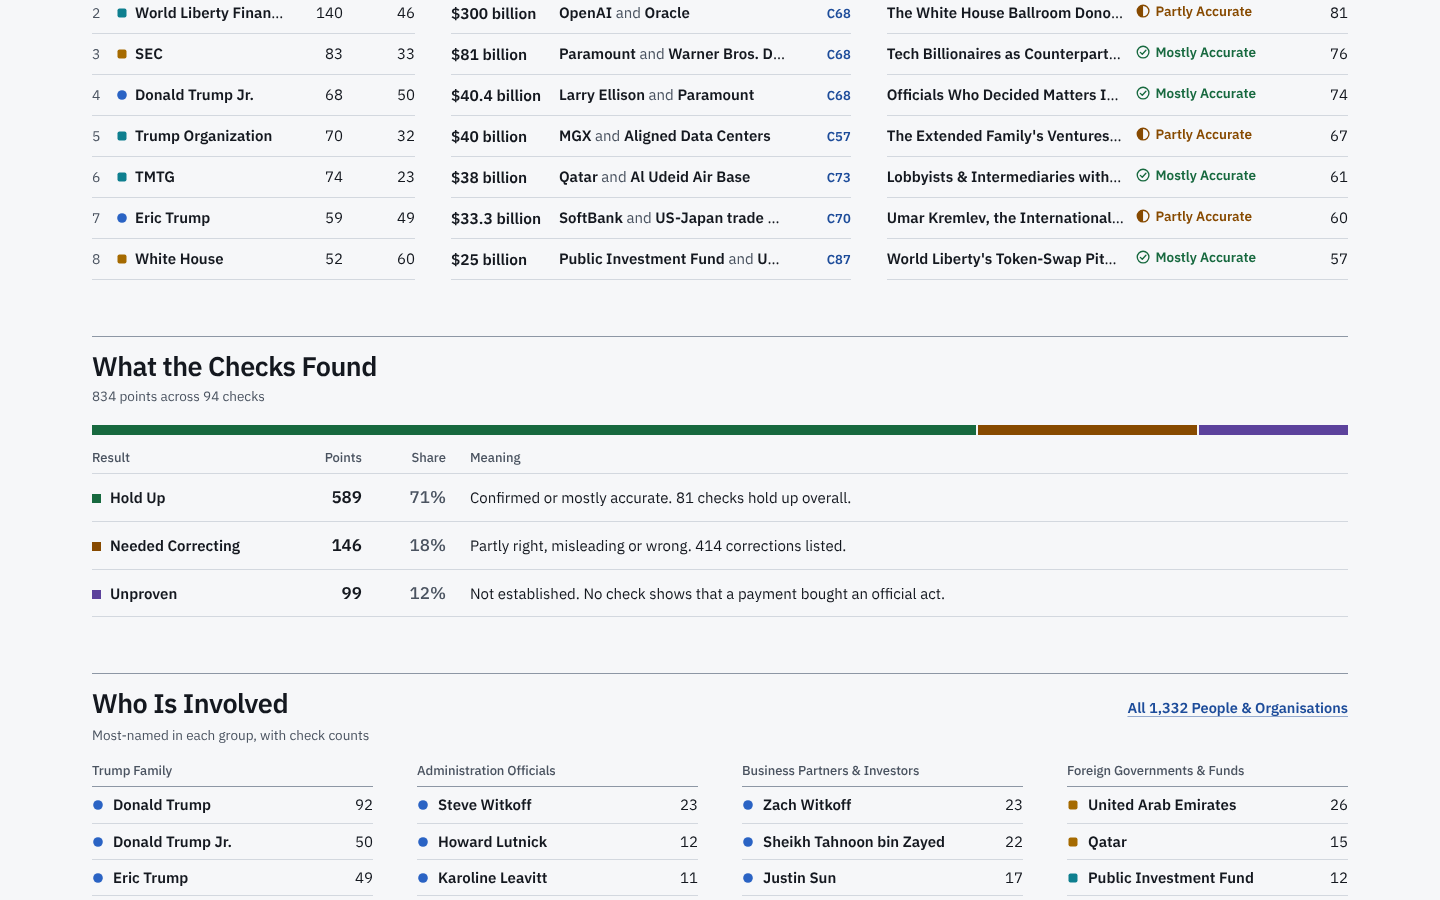 2 World Liberty Finan... 140 46 $300 billion OpenAI and Oracle C68 The White House Ballroom Dono... Partly Accurate 81
3 SEC 83 33 $81 billion Paramount and Warner Bros. D... C68 Tech Billionaires as Counterpart... Mostly Accurate 76
4 Donald Trump Jr. 68 50 $40.4 billion Larry Ellison and Paramount C68 Officials Who Decided Matters I... Mostly Accurate 74
5 Trump Organization 70 32 $40 billion MGX and Aligned Data Centers C57 The Extended Family's Ventures... Partly Accurate 67
6 TMTG 74 23 $38 billion Qatar and Al Udeid Air Base C73 Lobbyists & Intermediaries with... Mostly Accurate 61
7 Eric Trump 59 49 $33.3 billion SoftBank and US-Japan trade ... C70 Umar Kremlev, the International... Partly Accurate 60
8 White House 52 60 $25 billion Public Investment Fund and U... C87 World Liberty's Token-Swap Pit... Mostly Accurate 57
What the Checks Found
834 points across 94 checks
Result Points Share Meaning
Hold Up 589 71% Confirmed or mostly accurate. 81 checks hold up overall.
Needed Correcting 146 18% Partly right, misleading or wrong. 414 corrections listed.
Unproven 99 12% Not established. No check shows that a payment bought an official act.
Who Is Involved All 1,332 People & Organisations
Most-named in each group, with check counts
Trump Family Administration Officials Business Partners & Investors Foreign Governments & Funds
Donald Trump 92 Steve Witkoff 23 Zach Witkoff 23 United Arab Emirates 26
Donald Trump Jr. 50 Howard Lutnick 12 Sheikh Tahnoon bin Zayed 22 Qatar 15
Eric Trump 49 Karoline Leavitt 11 Justin Sun 17 Public Investment Fund 12